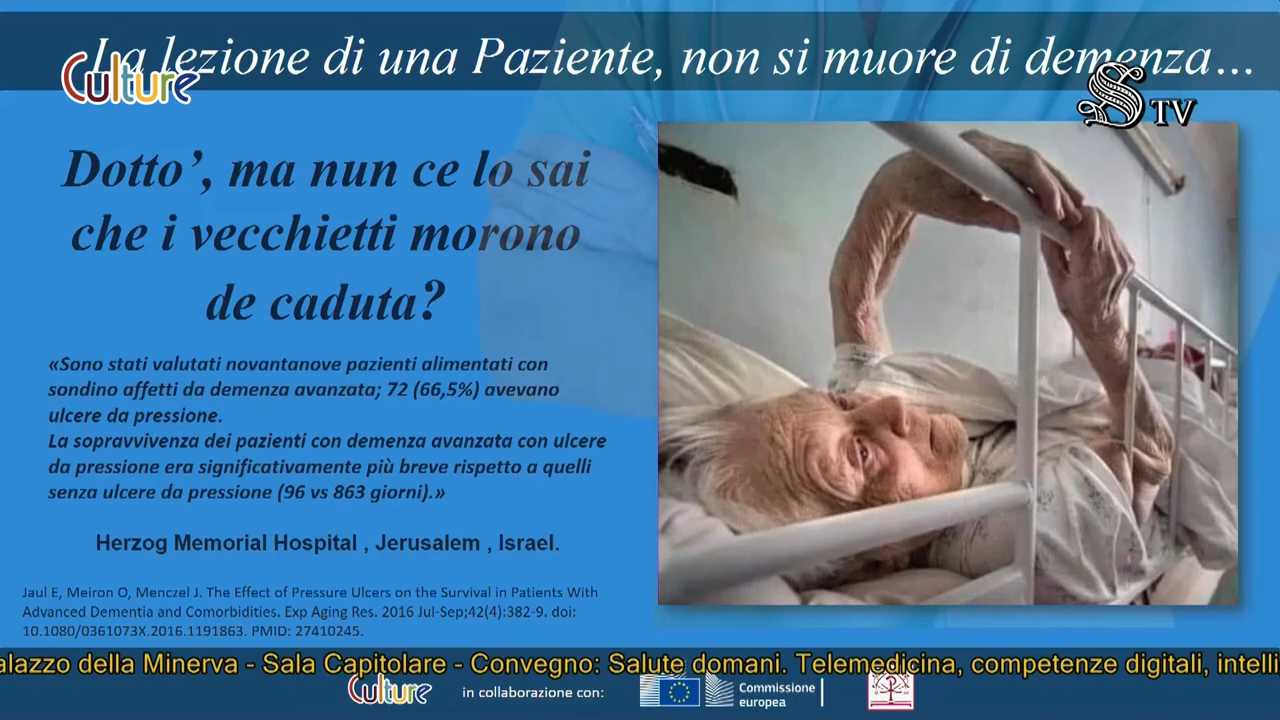 La lezione di una Paziente, non si muore di demenza...
Culture
S TV
Dotto', ma nun ce lo sai
che i vecchietti morono
de caduta?
«Sono stati valutati novantanove pazienti alimentati con
sondino affetti da demenza avanzata; 72 (66,5%) avevano
ulcere da pressione.
La sopravvivenza dei pazienti con demenza avanzata con ulcere
da pressione era significativamente più breve rispetto a quelli
senza ulcere da pressione (96 vs 863 giorni).»
Herzog Memorial Hospital , Jerusalem , Israel.
Jaul E, Meiron O, Menczel J. The Effect of Pressure Ulcers on the Survival in Patients With
Advanced Dementia and Comorbidities. Exp Aging Res. 2016 Jul-Sep;42(4):382-9. doi:
10.1080/0361073X.2016.1191863. PMID: 27410245.
alazzo della Minerva - Sala Capitolare - Convegno: Salute domani. Telemedicina, competenze digitali, intelli
Culture
in collaborazione con:
Commissione
europea